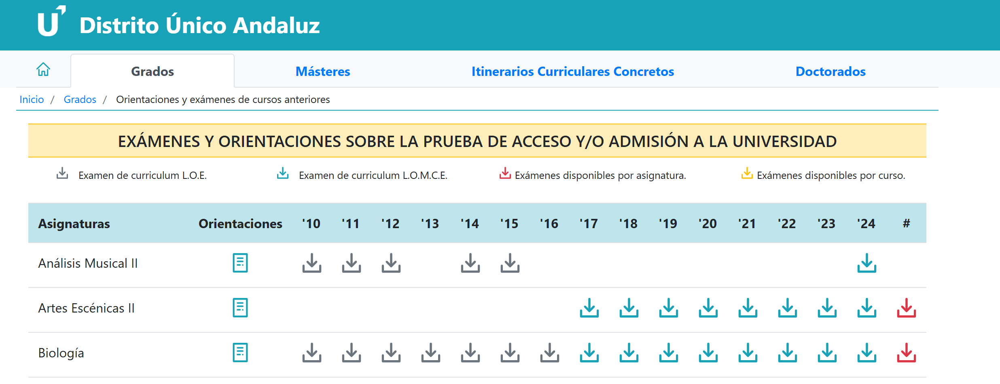 Distrito Único Andaluz
Grados Másteres Itinerarios Curriculares Concretos Doctorados
Inicio / Grados / Orientaciones y exámenes de cursos anteriores
EXÁMENES Y ORIENTACIONES SOBRE LA PRUEBA DE ACCESO Y/O ADMISIÓN A LA UNIVERSIDAD
Examen de curriculum L.O.E. Examen de curriculum L.O.M.C.E. Exámenes disponibles por asignatura. Exámenes disponibles por curso.
Asignaturas Orientaciones '10 '11 '12 '13 '14 '15 '16 '17 '18 '19 '20 '21 '22 '23 '24 #
Análisis Musical II
Artes Escénicas II
Biología